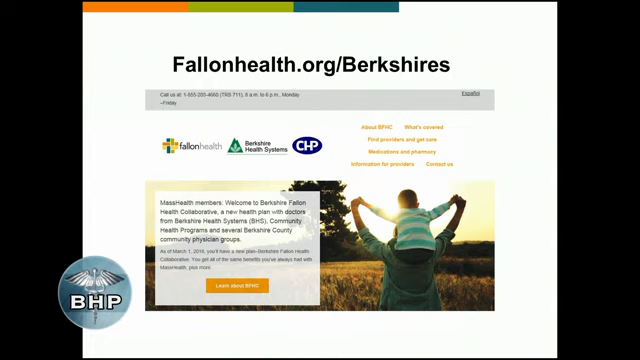 Fallonhealth.org/Berkshires
Call us at: 1-855-203-4660 (TRS 711), 8 a.m. to 6 p.m., Monday
–Friday
Español
About BFHC What's covered
Find providers and get care
Medications and pharmacy
Information for providers Contact us
fallonhealth
Berkshire
Health Systems
CHP
MassHealth members: Welcome to Berkshire Fallon
Health Collaborative, a new health plan with doctors
from Berkshire Health Systems (BHS), Community
Health Programs and several Berkshire County
community physician groups.
As of March 1, 2018, you'll have a new plan–Berkshire Fallon Health
Collaborative. You get all of the same benefits you've always had with
MassHealth, plus more.
Learn about BFHC
BHP